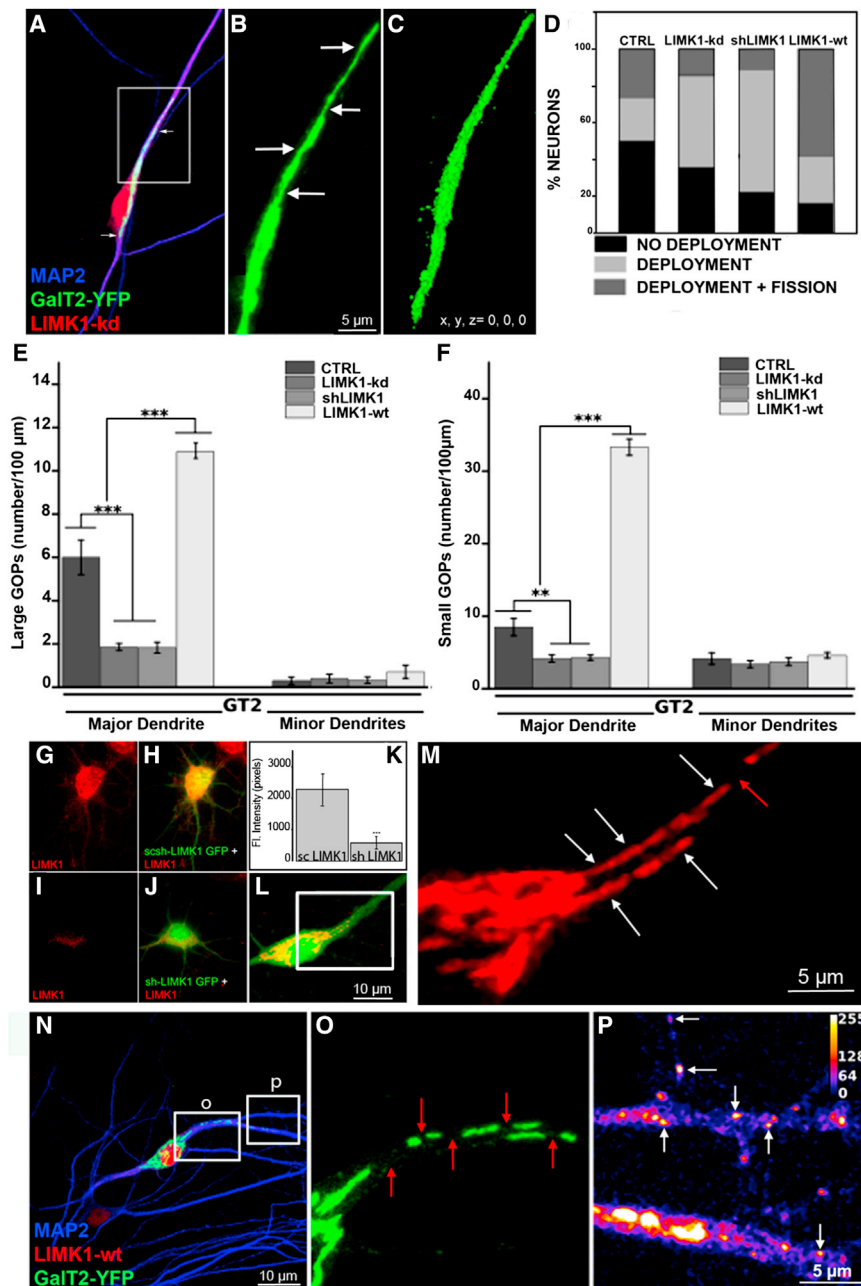 A
MAP2
GalT2-YFP
LIMK1-kd
B
5 µm
C
x, y, z= 0, 0, 0
D
CTRL LIMK1-kd shLIMK1 LIMK1-wt
100
60
20
0
% NEURONS
NO DEPLOYMENT
DEPLOYMENT
DEPLOYMENT + FISSION
E
CTRL
LIMK1-kd
shLIMK1
LIMK1-wt
14
12
10
8
6
4
2
0
Large GOPs (number/100 µm)
***
***
GT2
Major Dendrite Minor Dendrites
F
CTRL
LIMK1-kd
shLIMK1
LIMK1-wt
40
30
20
10
0
Small GOPs (number/100µm)
***
**
GT2
Major Dendrite Minor Dendrites
G
LIMK1
H
scsh-LIMK1 GFP +
LIMK1
K
3000
2000
1000
0
Fl. Intensity (pixels)
***
sc LIMK1 sh LIMK1
I
LIMK1
J
sh-LIMK1 GFP +
LIMK1
L
10 µm
M
5 µm
N
o
p
MAP2
LIMK1-wt
GalT2-YFP
10 µm
O
P
255
128
64
0
5 µm